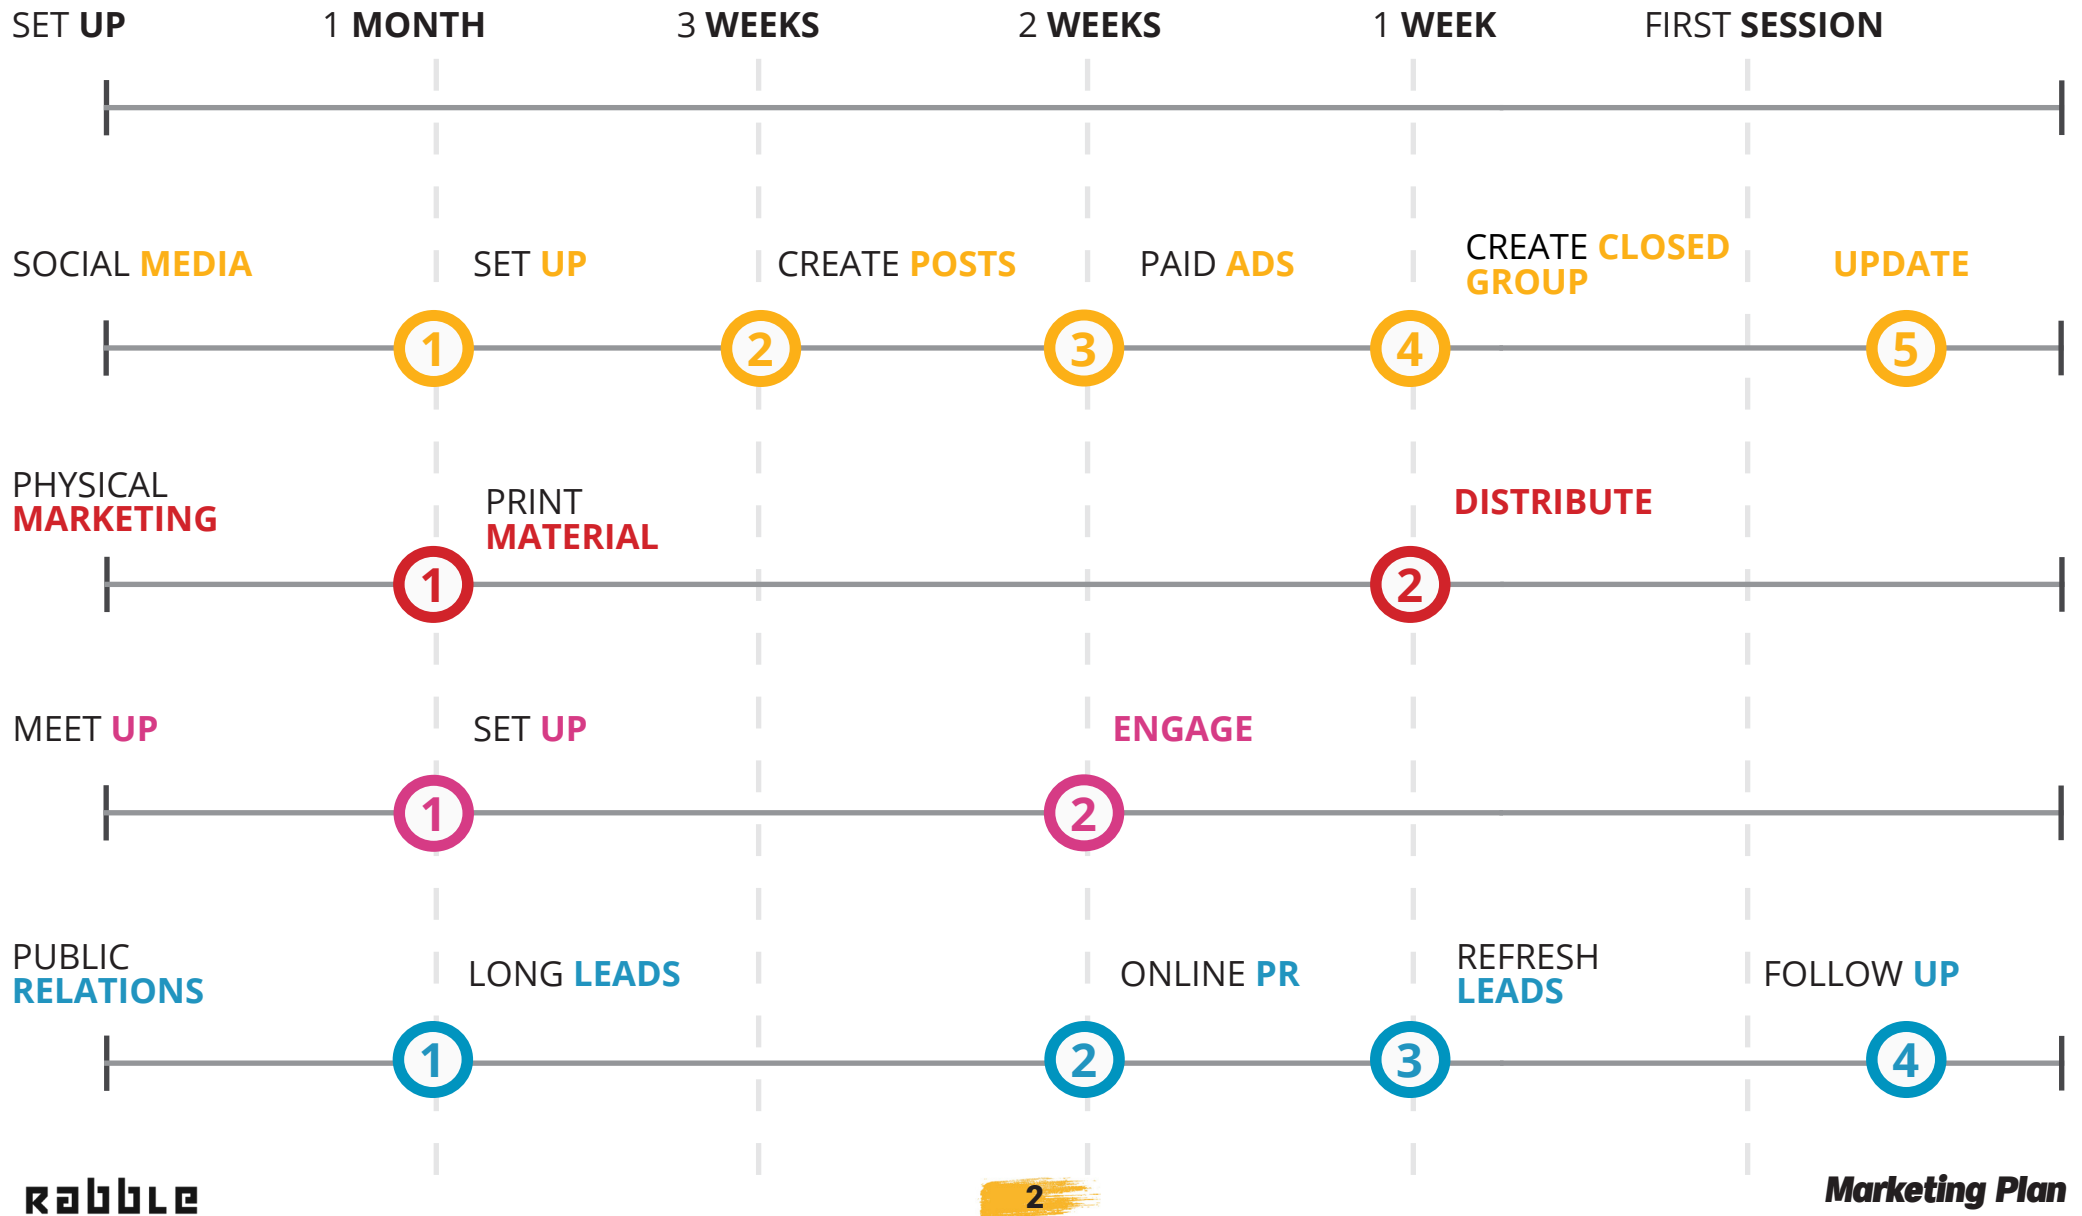 SET UP
1 MONTH
3 WEEKS
2 WEEKS
1 WEEK
FIRST SESSION
SOCIAL MEDIA
SET UP
CREATE POSTS
PAID ADS
CREATE CLOSED
GROUP
UPDATE
1
2
3
4
5
PHYSICAL
MARKETING
PRINT
MATERIAL
DISTRIBUTE
1
2
MEET UP
SET UP
ENGAGE
1
2
PUBLIC
RELATIONS
LONG LEADS
ONLINE PR
REFRESH
LEADS
FOLLOW UP
1
2
3
4
Rabble
2
Marketing Plan